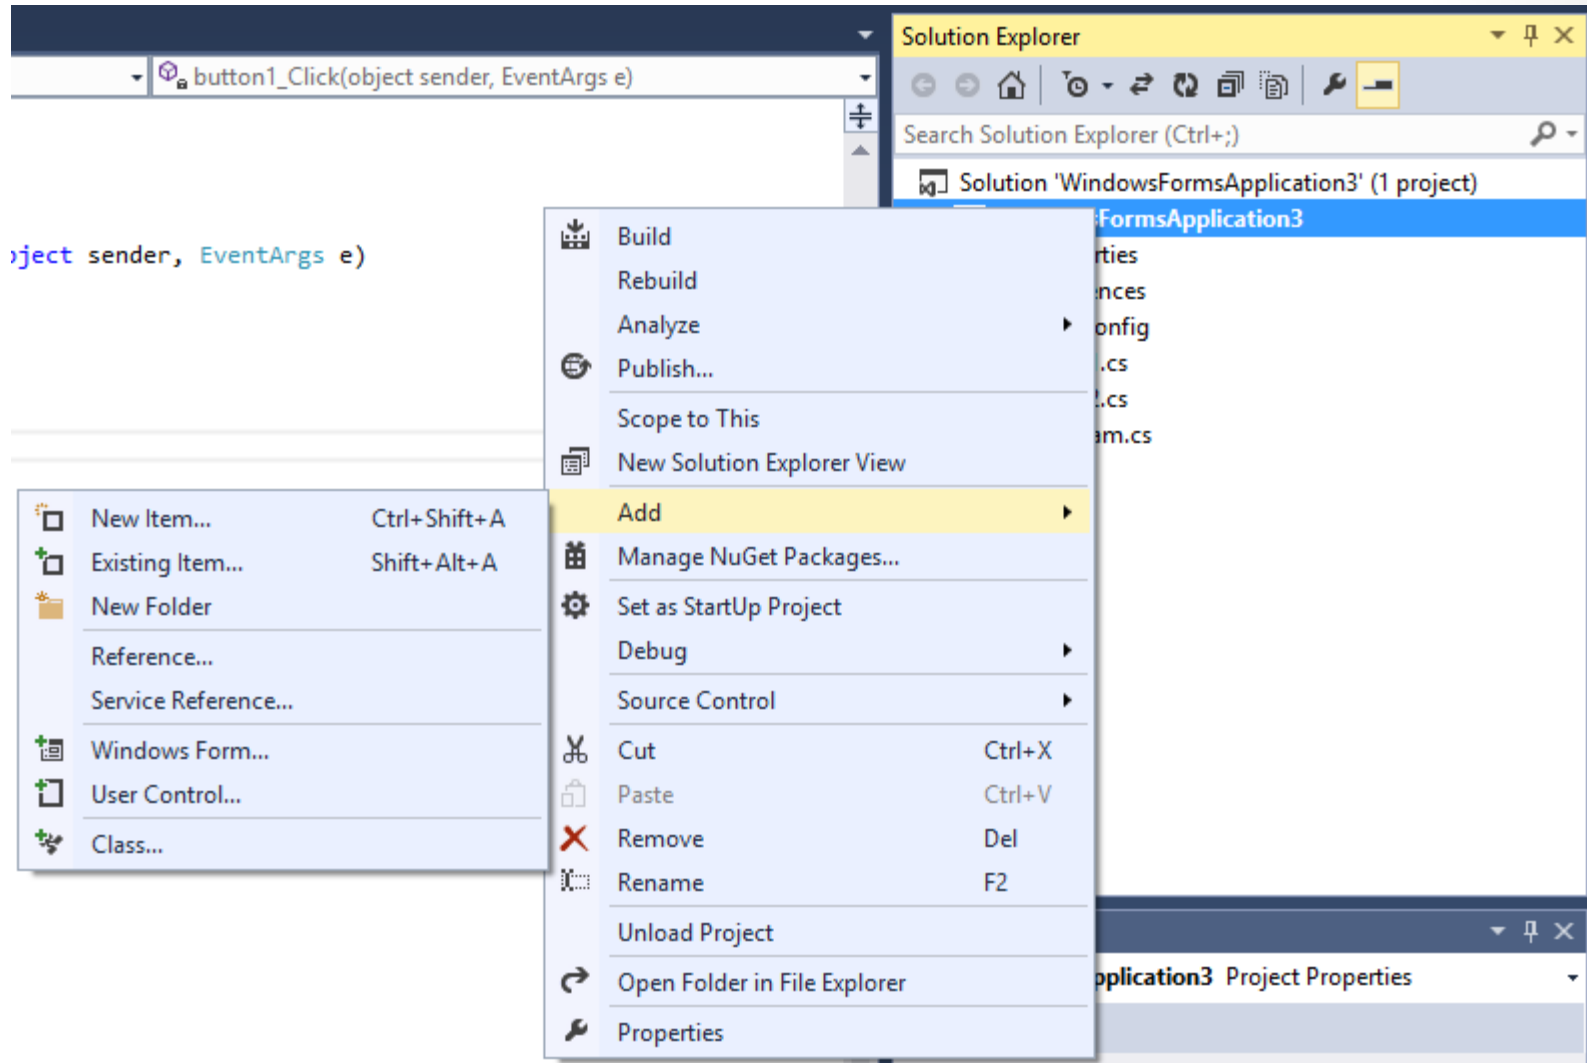 Solution Explorer
button1_Click(object sender, EventArgs e)
Search Solution Explorer (Ctrl+;)
Solution 'WindowsFormsApplication3' (1 project)
sFormsApplication3
rties
ences
onfig
.cs
2.cs
am.cs
ject sender, EventArgs e)
Build
Rebuild
Analyze
Publish...
Scope to This
New Solution Explorer View
Add
Manage NuGet Packages...
Set as StartUp Project
Debug
Source Control
Cut Ctrl+X
Paste Ctrl+V
Remove Del
Rename F2
Unload Project
Open Folder in File Explorer
Properties
New Item... Ctrl+Shift+A
Existing Item... Shift+Alt+A
New Folder
Reference...
Service Reference...
Windows Form...
User Control...
Class...
pplication3 Project Properties